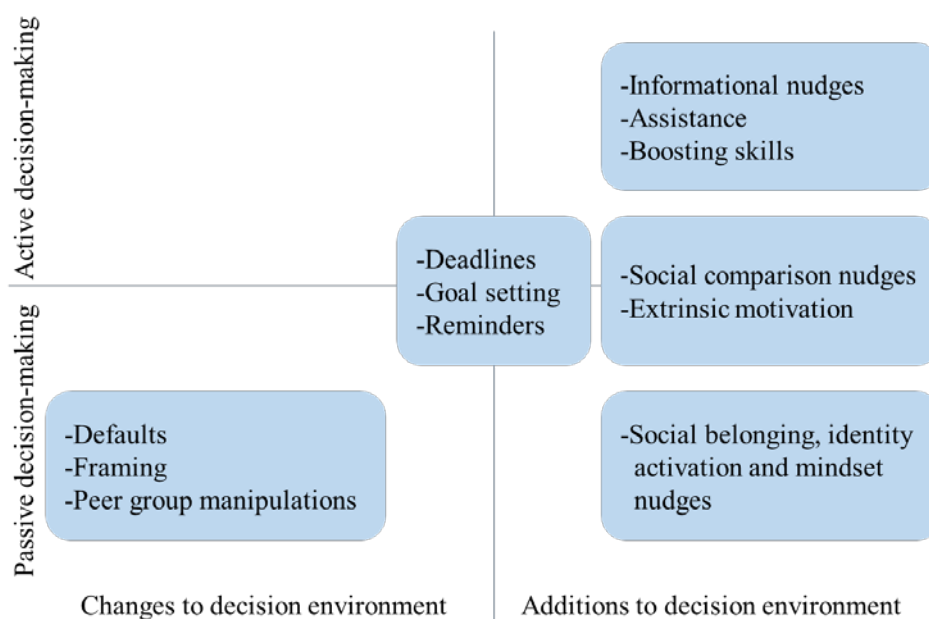 Active decision-making
-Informational nudges
-Assistance
-Boosting skills
-Deadlines
-Goal setting
-Reminders
-Social comparison nudges
-Extrinsic motivation
Passive decision-making
-Defaults
-Framing
-Peer group manipulations
-Social belonging, identity
activation and mindset
nudges
Changes to decision environment
Additions to decision environment